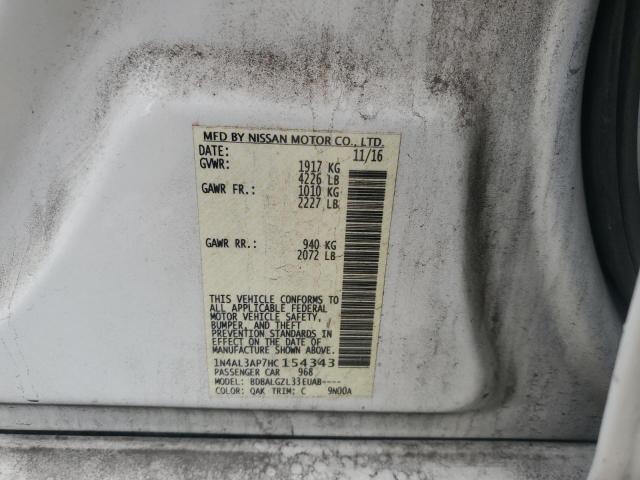 MFD BY NISSAN MOTOR CO., LTD.
DATE: 11/16
GVWR: 1917 KG
4226 LB
GAWR FR.: 1010 KG
2227 LB
GAWR RR.: 940 KG
2072 LB
THIS VEHICLE CONFORMS TO
ALL APPLICABLE FEDERAL
MOTOR VEHICLE SAFETY,
BUMPER, AND THEFT
PREVENTION STANDARDS IN
EFFECT ON THE DATE OF
MANUFACTURE SHOWN ABOVE.
1N4AL3AP7HC154343
PASSENGER CAR 968
MODEL: BDBALGZL33EUAB----
COLOR: QAK TRIM: C 9N00A